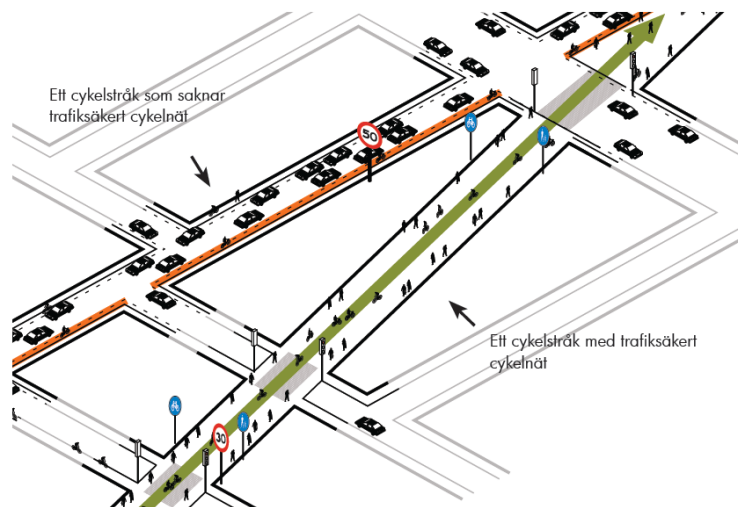 Ett cykelstråk som saknar
trafiksäkert cykelnät
50
Ett cykelstråk med trafiksäkert
cykelnät
30